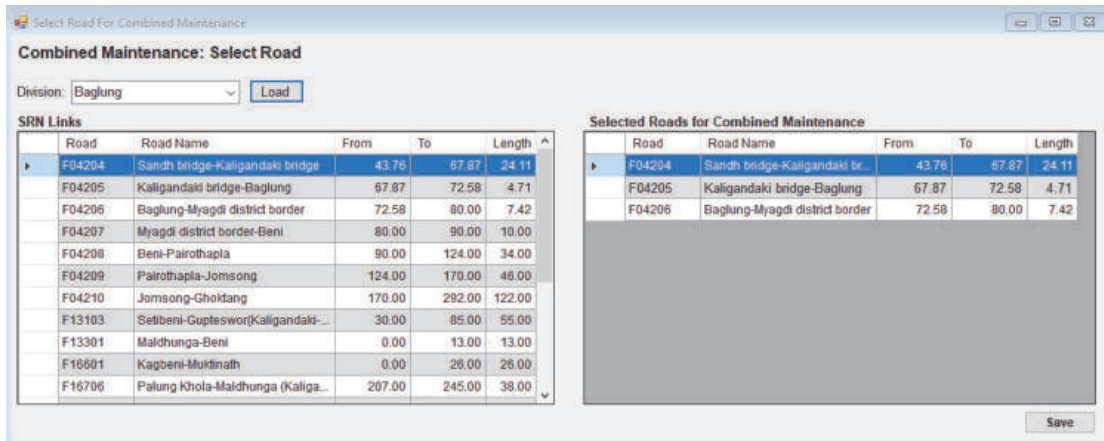 Select Road For Combined Maintenance
Combined Maintenance: Select Road
Division: Baglung Load
SRN Links
Road Road Name From To Length
F04204 Sandh bridge-Kaligandaki bridge 43.76 67.87 24.11
F04205 Kaligandaki bridge-Baglung 67.87 72.58 4.71
F04206 Baglung-Myagdi district border 72.58 80.00 7.42
F04207 Myagdi district border-Beni 80.00 90.00 10.00
F04208 Beni-Pairothapla 90.00 124.00 34.00
F04209 Pairothapla-Jomsong 124.00 170.00 46.00
F04210 Jomsong-Ghoktang 170.00 292.00 122.00
F13103 Setibeni-Gupteswor(Kaligandaki-... 30.00 85.00 55.00
F13301 Maldhunga-Beni 0.00 13.00 13.00
F16601 Kagbeni-Muktinath 0.00 26.00 26.00
F16706 Palung Khola-Maldhunga (Kaliga... 207.00 245.00 38.00
Selected Roads for Combined Maintenance
Road Road Name From To Length
F04204 Sandh bridge-Kaligandaki br... 43.76 67.87 24.11
F04205 Kaligandaki bridge-Baglung 67.87 72.58 4.71
F04206 Baglung-Myagdi district border 72.58 80.00 7.42
Save